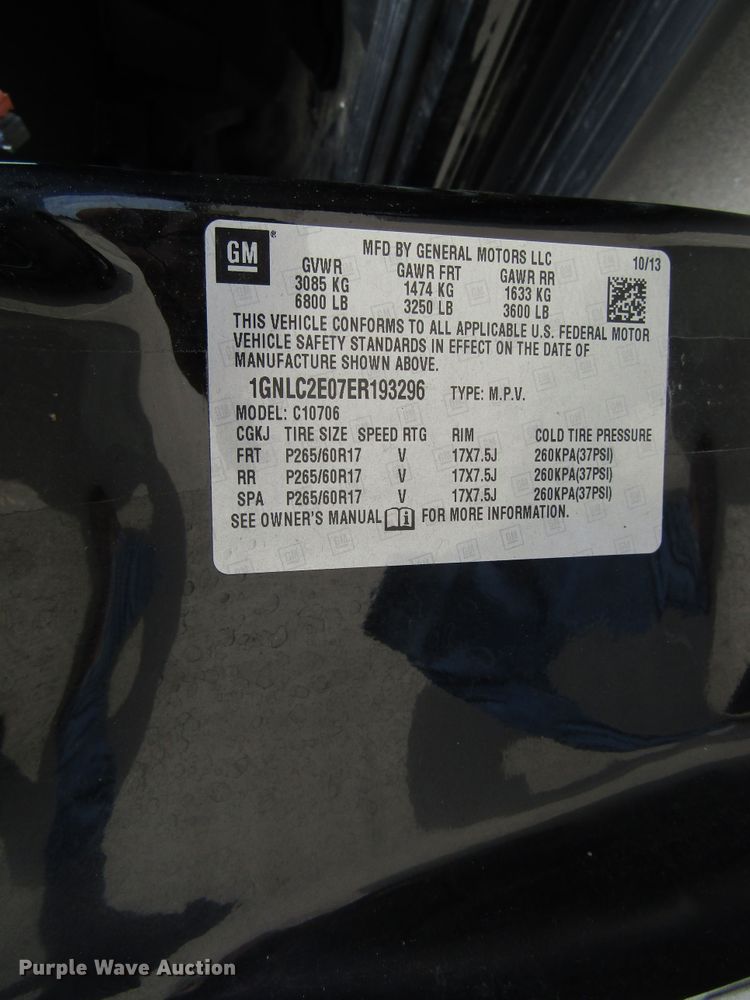 GM
MFD BY GENERAL MOTORS LLC 10/13
GVWR GAWR FRT GAWR RR
3085 KG 1474 KG 1633 KG
6800 LB 3250 LB 3600 LB
THIS VEHICLE CONFORMS TO ALL APPLICABLE U.S. FEDERAL MOTOR
VEHICLE SAFETY STANDARDS IN EFFECT ON THE DATE OF
MANUFACTURE SHOWN ABOVE.
1GNLC2E07ER193296 TYPE: M.P.V.
MODEL: C10706
CGKJ TIRE SIZE SPEED RTG RIM COLD TIRE PRESSURE
FRT P265/60R17 V 17X7.5J 260KPA(37PSI)
RR P265/60R17 V 17X7.5J 260KPA(37PSI)
SPA P265/60R17 V 17X7.5J 260KPA(37PSI)
SEE OWNER'S MANUAL FOR MORE INFORMATION.
Purple Wave Auction